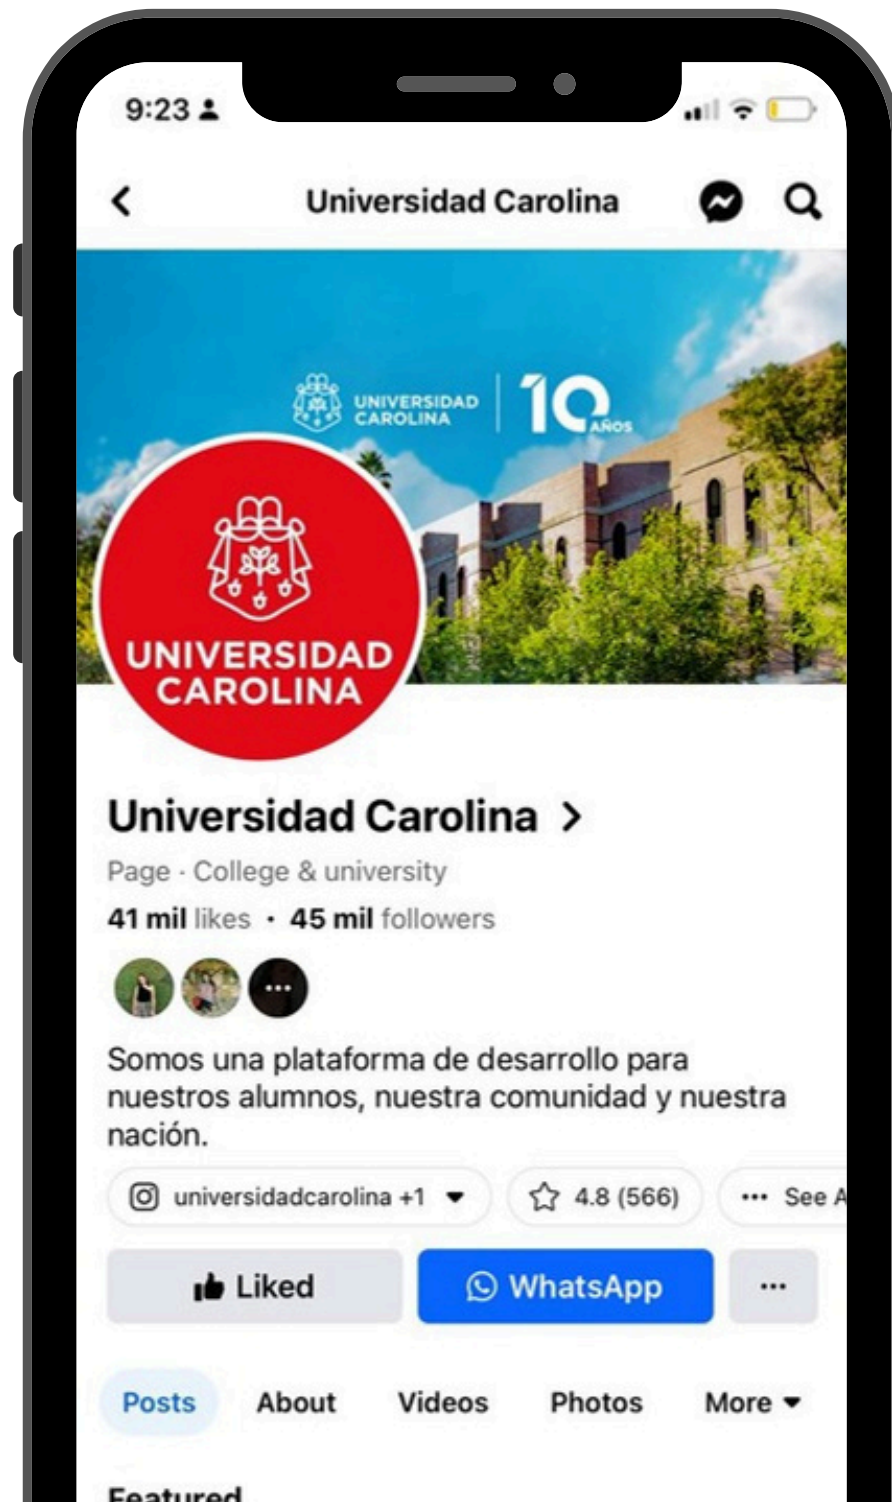 9:23
Universidad Carolina
UNIVERSIDAD
CAROLINA
10
AÑOS
UNIVERSIDAD
CAROLINA
Universidad Carolina
Page · College & university
41 mil likes · 45 mil followers
Somos una plataforma de desarrollo para
nuestros alumnos, nuestra comunidad y nuestra
nación.
universidadcarolina +1
4.8 (566)
See A
Liked
WhatsApp
Posts
About
Videos
Photos
More
Featured